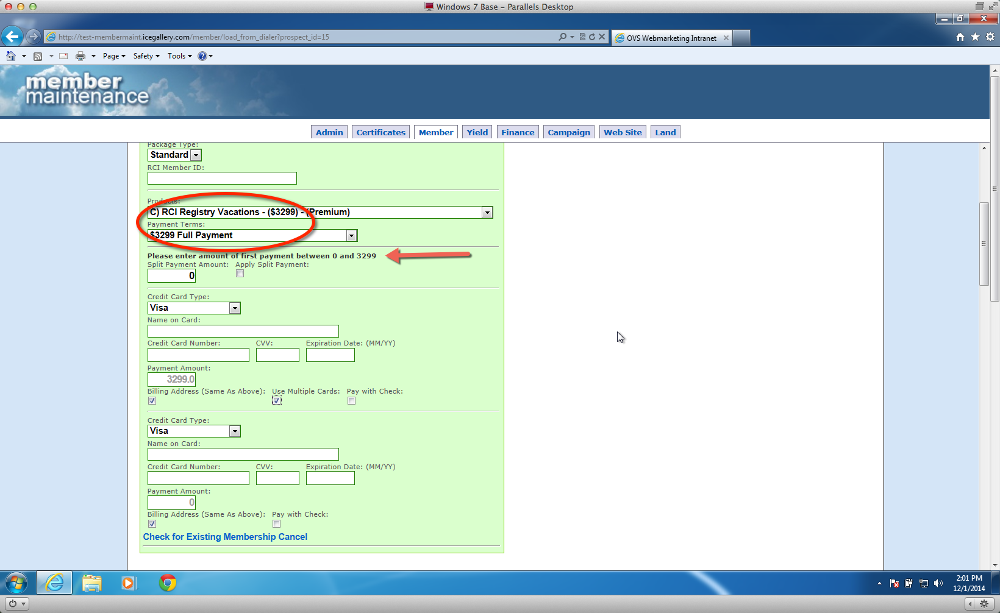 Windows 7 Base - Parallels Desktop
http://test-membermaint.icegallery.com/member/load_from_dialer?prospect_id=15
OVS Webmarketing Intranet
Page Safety Tools
member
maintenance
Admin Certificates Member Yield Finance Campaign Web Site Land
Package Type:
Standard
RCI Member ID:
Products:
C) RCI Registry Vacations - ($3299) - (Premium)
Payment Terms:
$3299 Full Payment
Please enter amount of first payment between 0 and 3299
Split Payment Amount: Apply Split Payment:
0
Credit Card Type:
Visa
Name on Card:
Credit Card Number: CVV: Expiration Date: (MM/YY)
Payment Amount:
3299.0
Billing Address (Same As Above): Use Multiple Cards: Pay with Check:
Credit Card Type:
Visa
Name on Card:
Credit Card Number: CVV: Expiration Date: (MM/YY)
Payment Amount:
0
Billing Address (Same As Above): Pay with Check:
Check for Existing Membership Cancel
2:01 PM
12/1/2014